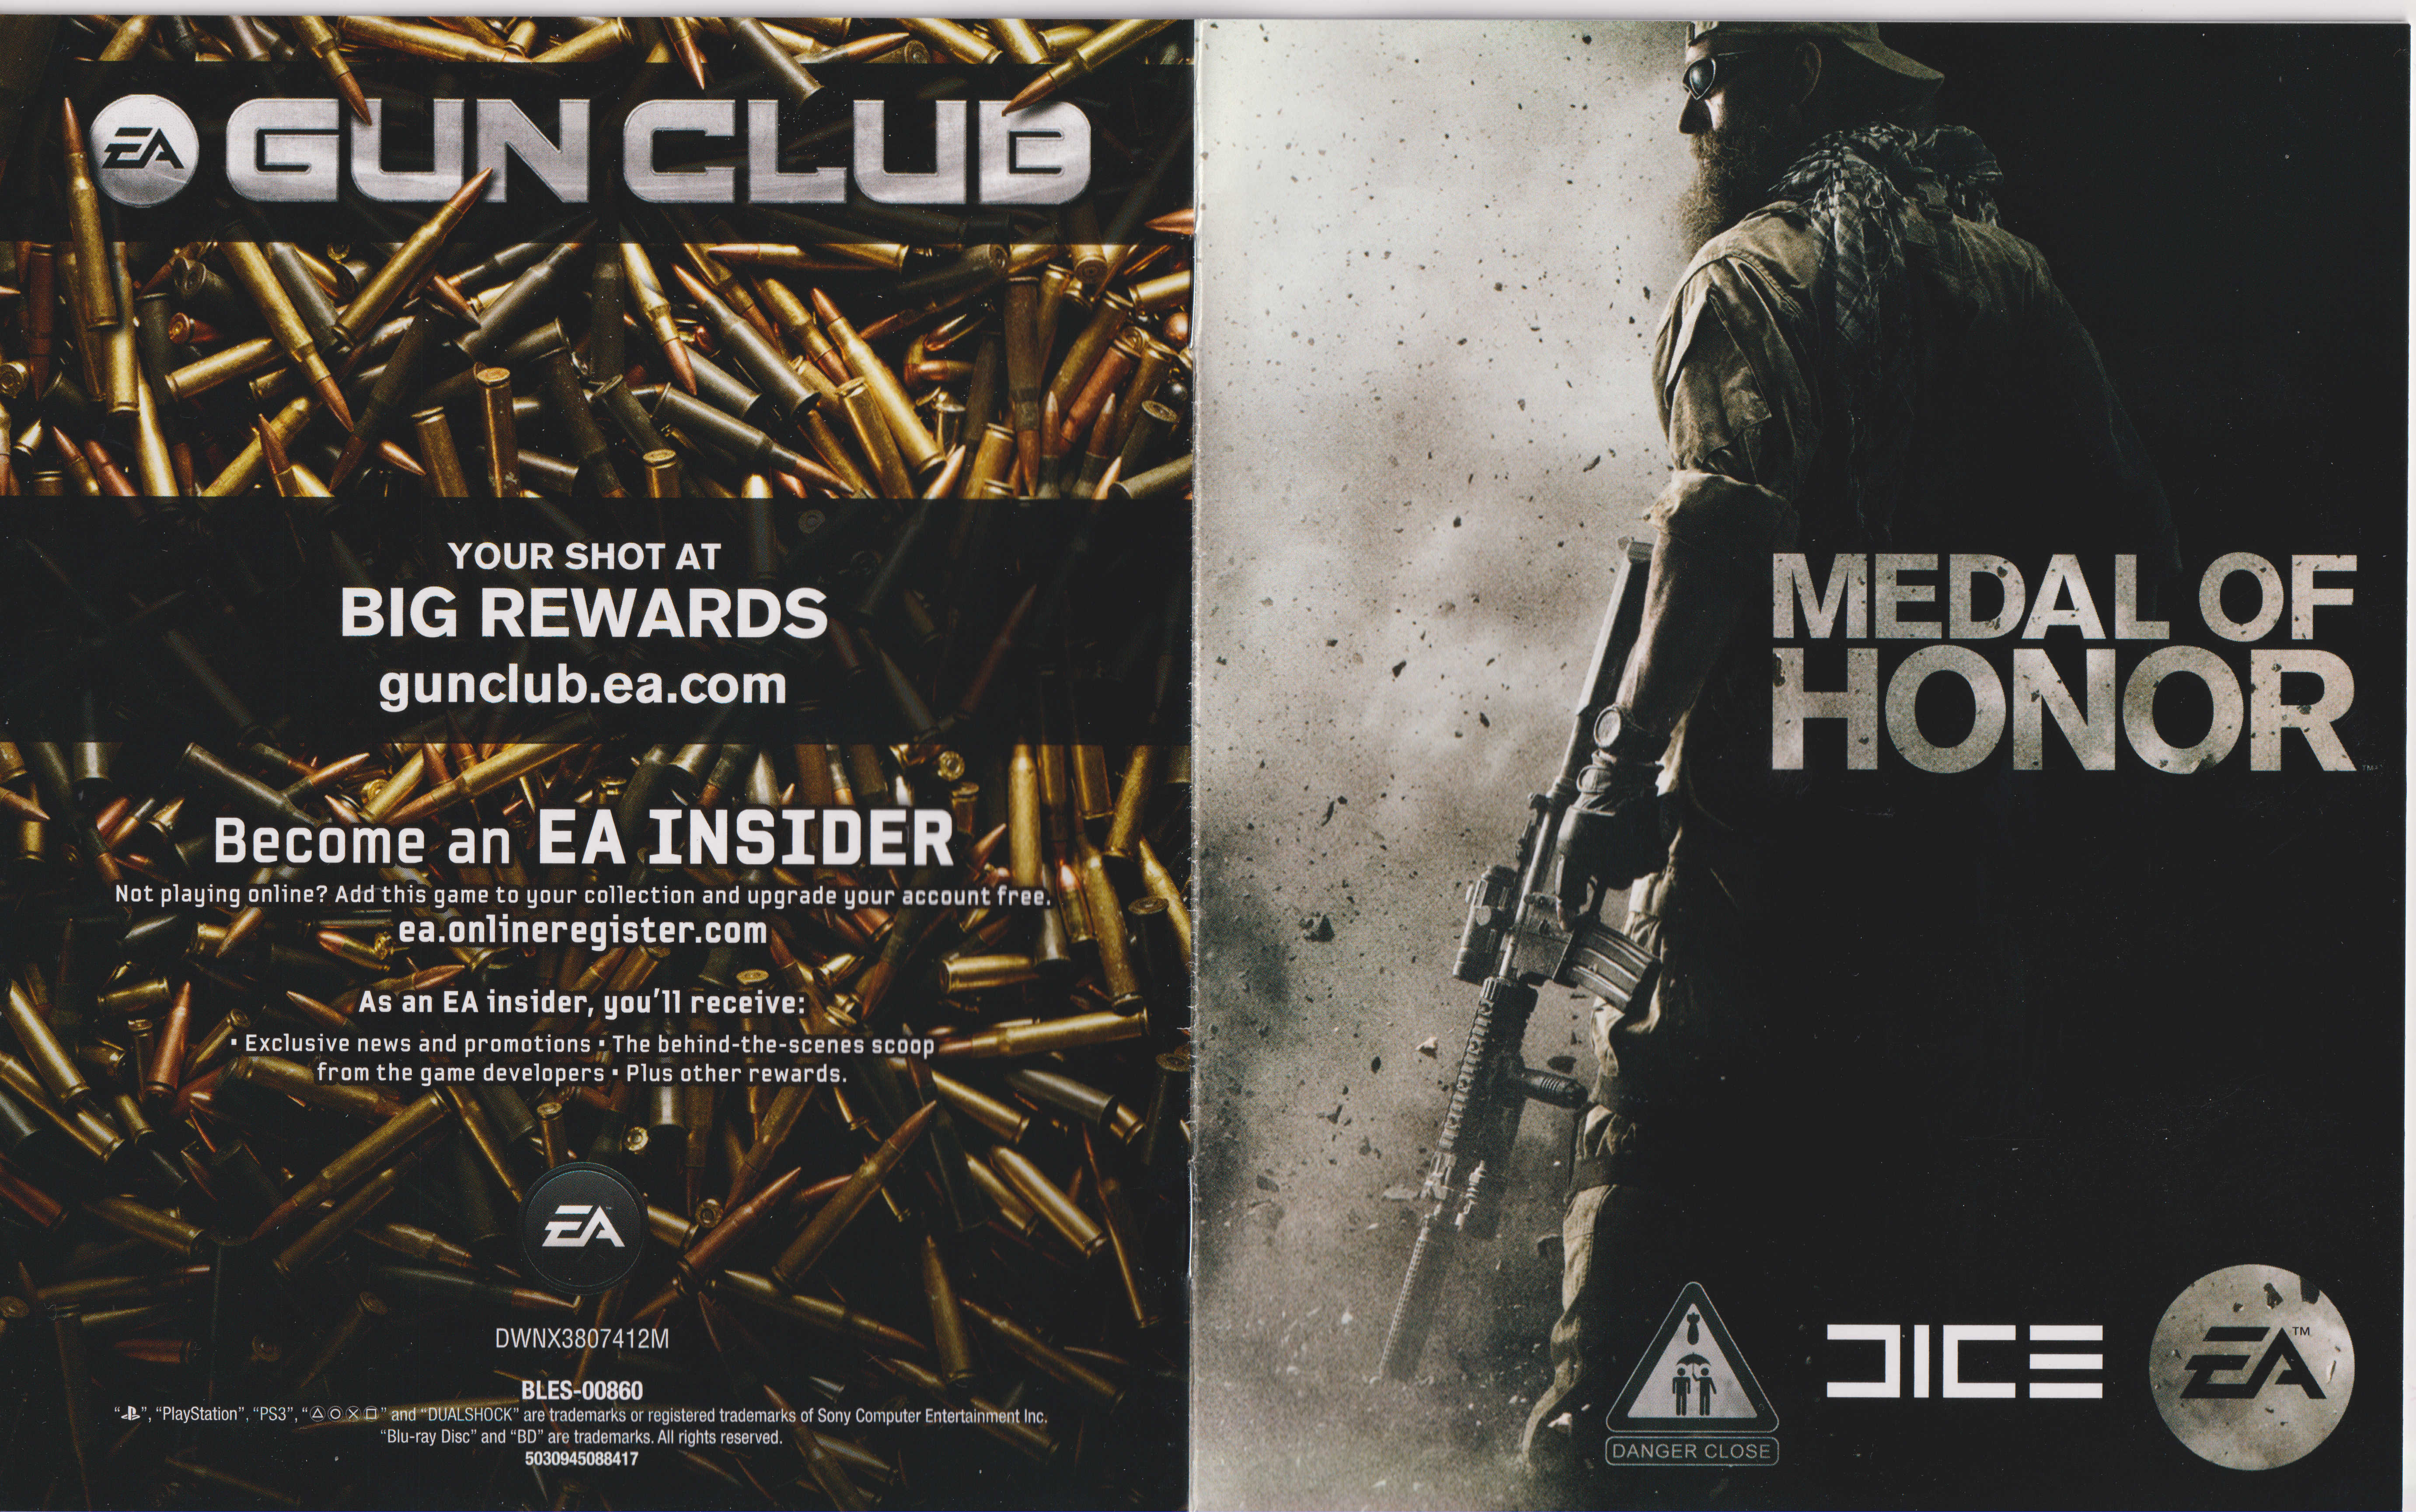 EA GUN CLUB
YOUR SHOT AT
BIG REWARDS
gunclub.ea.com
Become an EA INSIDER
Not playing online? Add this game to your collection and upgrade your account free.
ea.onlineregister.com
As an EA insider, you'll receive:
▪ Exclusive news and promotions ▪ The behind-the-scenes scoop
from the game developers ▪ Plus other rewards.
EA
DWNX3807412M
BLES-00860
“PS”, “PlayStation”, “PS3”, “△○✕□” and “DUALSHOCK” are trademarks or registered trademarks of Sony Computer Entertainment Inc.
“Blu-ray Disc” and “BD” are trademarks. All rights reserved.
5030945088417
MEDAL OF
HONOR™
DANGER CLOSE
DICE
EA™